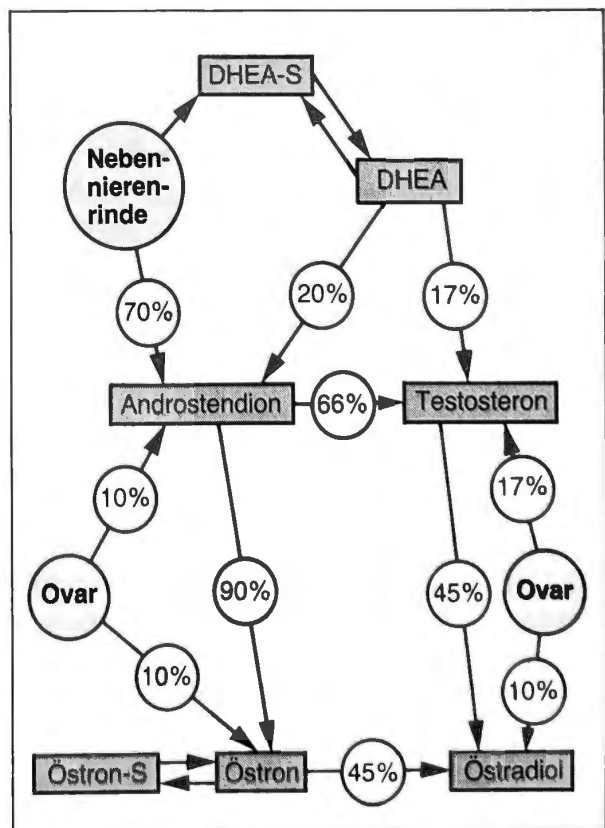 DHEA-S
Neben-
nieren-
rinde
DHEA
70%
20%
17%
Androstendion
66%
Testosteron
10%
17%
Ovar
90%
45%
Ovar
10%
10%
Östron-S
Östron
45%
Östradiol